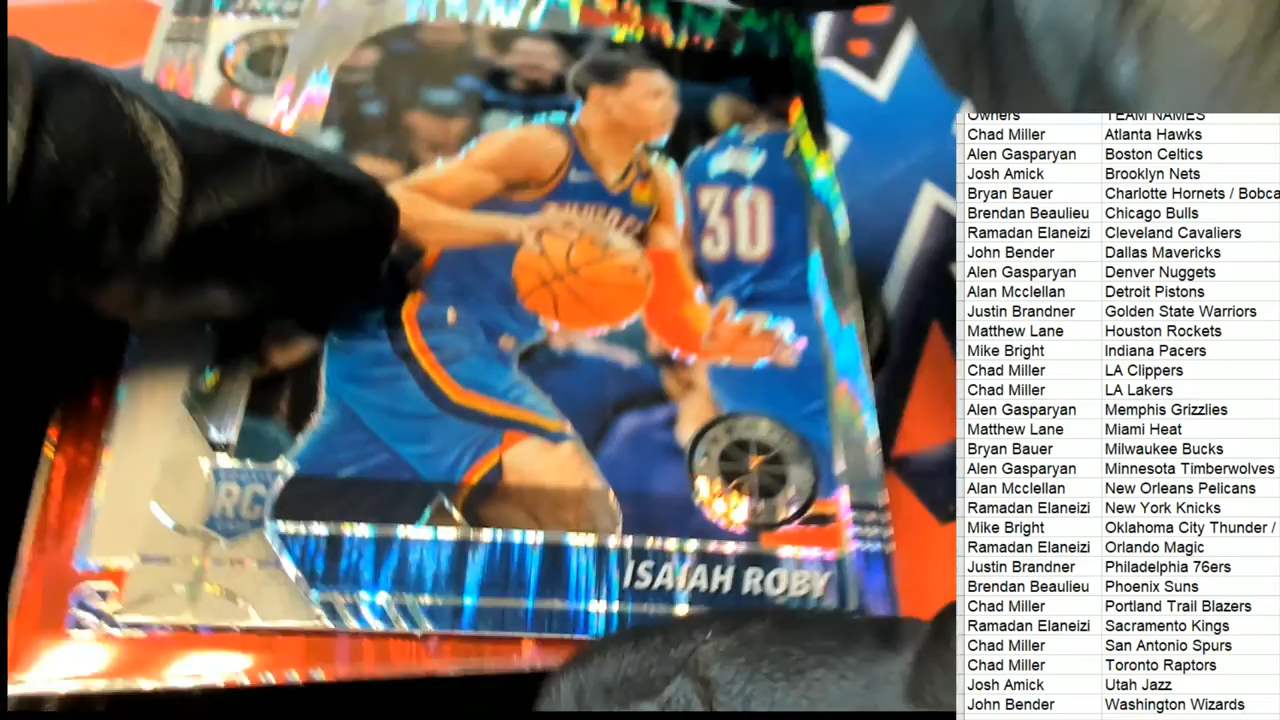 30
RC
ISAIAH ROBY
Owners TEAM NAMES
Chad Miller Atlanta Hawks
Alen Gasparyan Boston Celtics
Josh Amick Brooklyn Nets
Bryan Bauer Charlotte Hornets / Bobca
Brendan Beaulieu Chicago Bulls
Ramadan Elaneizi Cleveland Cavaliers
John Bender Dallas Mavericks
Alen Gasparyan Denver Nuggets
Alan Mcclellan Detroit Pistons
Justin Brandner Golden State Warriors
Matthew Lane Houston Rockets
Mike Bright Indiana Pacers
Chad Miller LA Clippers
Chad Miller LA Lakers
Alen Gasparyan Memphis Grizzlies
Matthew Lane Miami Heat
Bryan Bauer Milwaukee Bucks
Alen Gasparyan Minnesota Timberwolves
Alan Mcclellan New Orleans Pelicans
Ramadan Elaneizi New York Knicks
Mike Bright Oklahoma City Thunder /
Ramadan Elaneizi Orlando Magic
Justin Brandner Philadelphia 76ers
Brendan Beaulieu Phoenix Suns
Chad Miller Portland Trail Blazers
Ramadan Elaneizi Sacramento Kings
Chad Miller San Antonio Spurs
Chad Miller Toronto Raptors
Josh Amick Utah Jazz
John Bender Washington Wizards